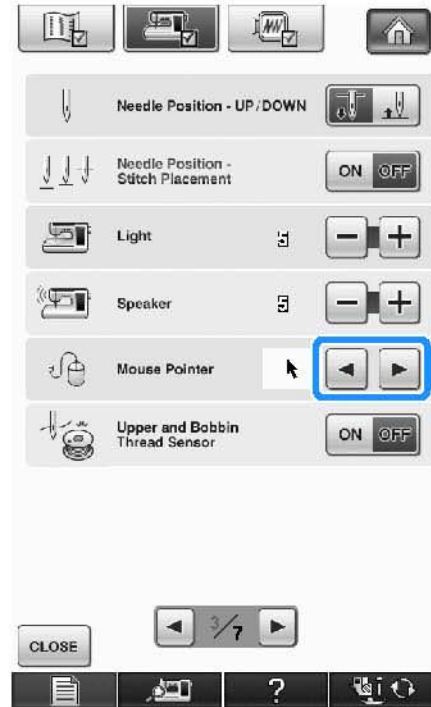 Needle Position - UP/DOWN
Needle Position -
Stitch Placement
ON OFF
Light 5
Speaker 5
Mouse Pointer
Upper and Bobbin
Thread Sensor
ON OFF
3/7
CLOSE
?